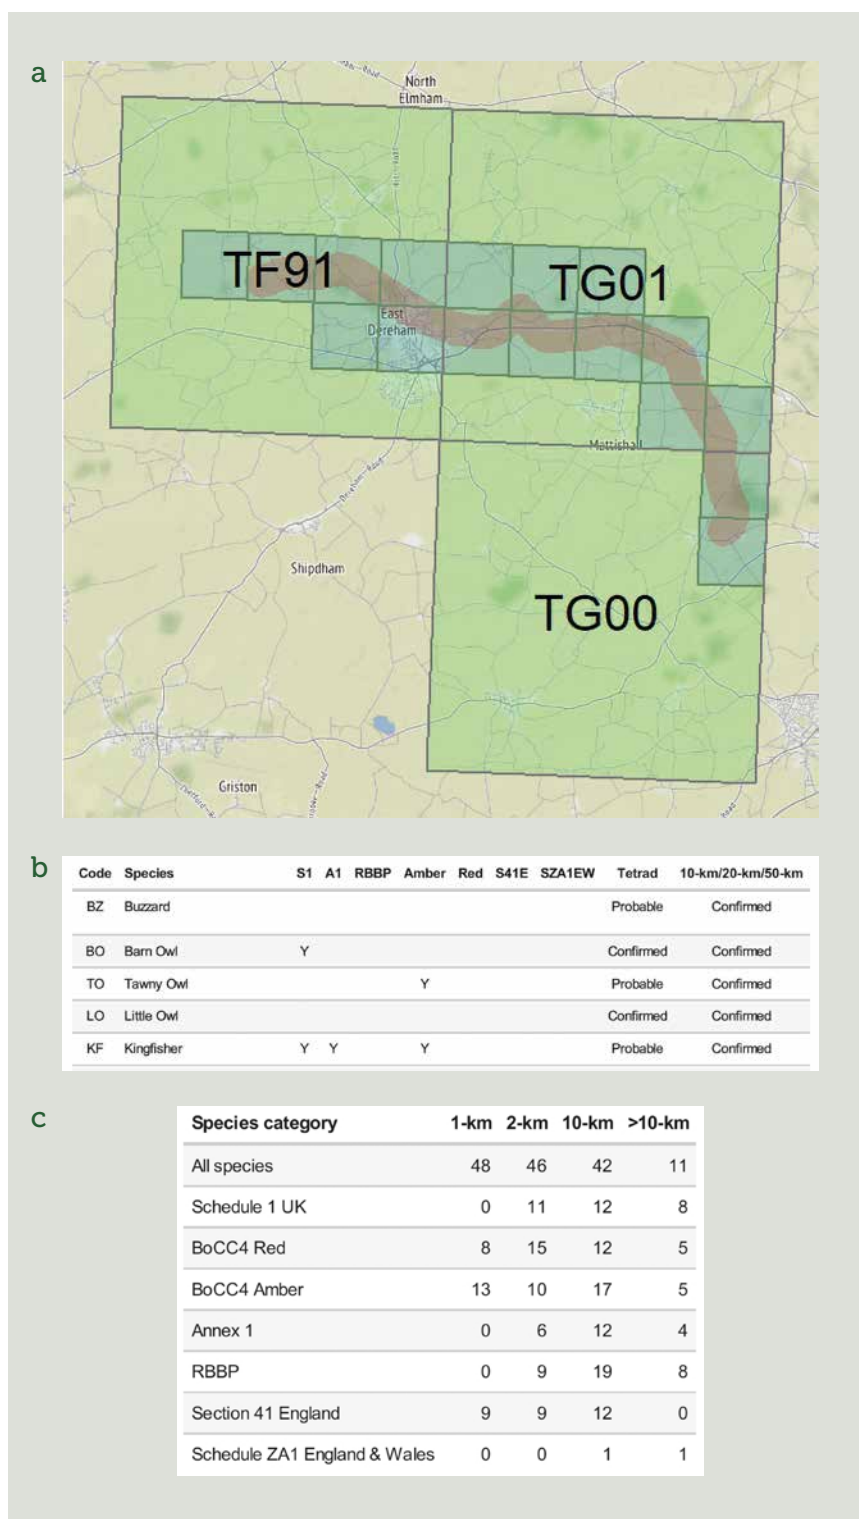 a
North
Elmham
TF91
TG01
East
Dereham
Mattishall
Dereham-Road
Shipdham
TG00
Griston
b
Code Species S1 A1 RBBP Amber Red S41E SZA1EW Tetrad 10-km/20-km/50-km
BZ Buzzard Probable Confirmed
BO Barn Owl Y Confirmed Confirmed
TO Tawny Owl Y Probable Confirmed
LO Little Owl Confirmed Confirmed
KF Kingfisher Y Y Y Probable Confirmed
c
Species category 1-km 2-km 10-km >10-km
All species 48 46 42 11
Schedule 1 UK 0 11 12 8
BoCC4 Red 8 15 12 5
BoCC4 Amber 13 10 17 5
Annex 1 0 6 12 4
RBBP 0 9 19 8
Section 41 England 9 9 12 0
Schedule ZA1 England & Wales 0 0 1 1